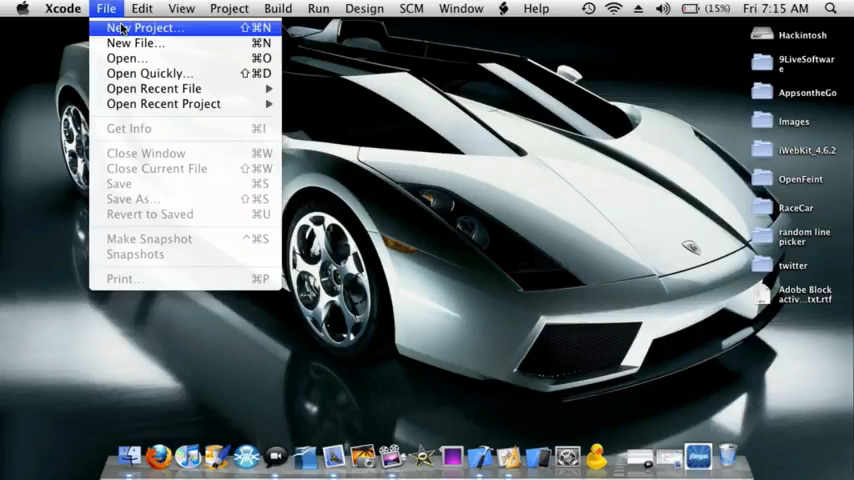 Xcode File Edit View Project Build Run Design SCM Window Help (15%) Fri 7:15 AM
New Project... ⇧⌘N
New File... ⌘N
Open... ⌘O
Open Quickly... ⇧⌘D
Open Recent File
Open Recent Project
Get Info ⌘I
Close Window ⌘W
Close Current File ⇧⌘W
Save ⌘S
Save As... ⇧⌘S
Revert to Saved ⌘U
Make Snapshot ^⌘S
Snapshots
Print... ⌘P
Hackintosh
9LiveSoftwar
e
AppsontheGo
Images
iWebKit_4.6.2
OpenFeint
RaceCar
random line
picker
twitter
Adobe Block
activ...txt.rtf